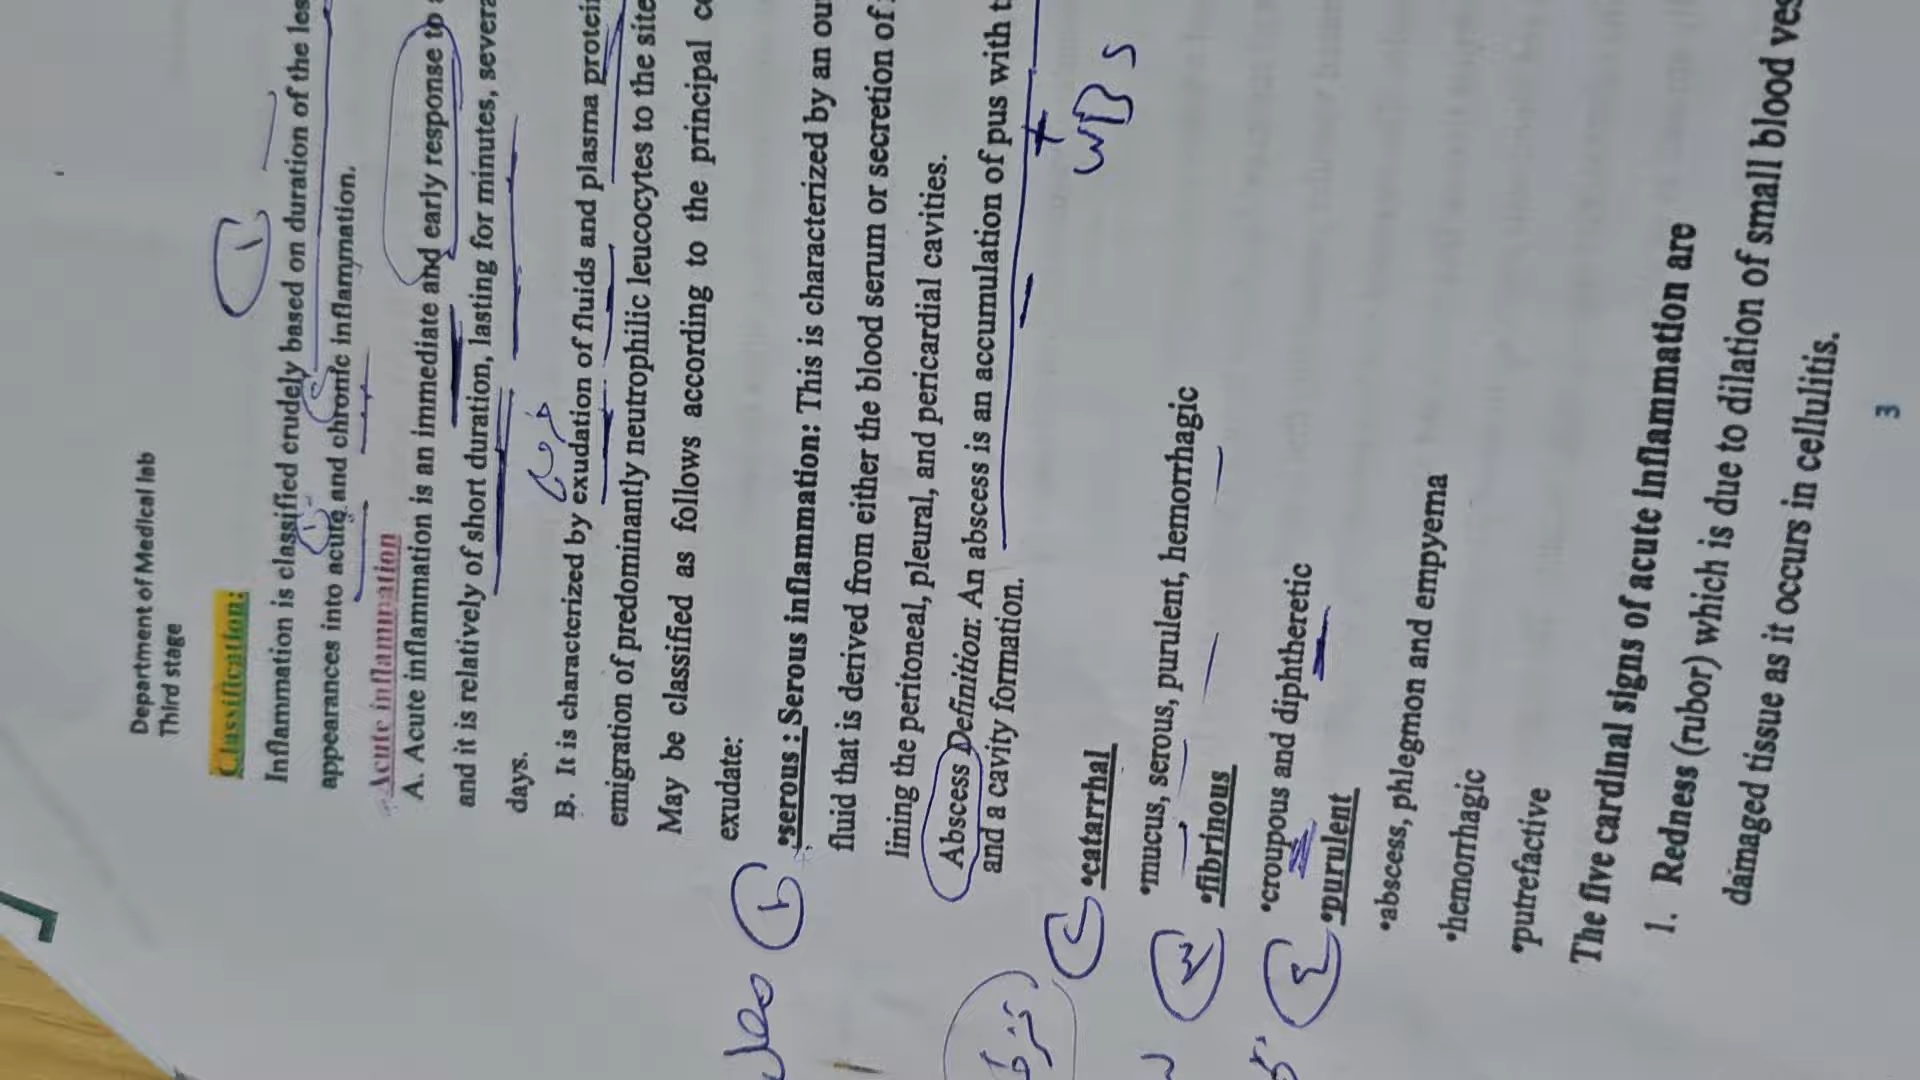 Department of Medical lab
Third stage
Classification:
Inflammation is classified crudely based on duration of the
appearances into acute and chronic inflammation.
Acute inflammation
A. Acute inflammation is an immediate and early response to
and it is relatively of short duration, lasting for minutes,
days.
B. It is characterized by exudation of fluids and plasma
emigration of predominantly neutrophilic leucocytes to the site
May be classified as follows according to the principal
exudate:
•serous : Serous inflammation: This is characterized by an
fluid that is derived from either the blood serum or secretion of
lining the peritoneal, pleural, and pericardial cavities.
Abscess Definition: An abscess is an accumulation of pus with
and a cavity formation.
•catarrhal
•mucus, serous, purulent, hemorrhagic
•fibrinous
•croupous and diphtheretic
•purulent
•abscess, phlegmon and empyema
•hemorrhagic
•putrefactive
The five cardinal signs of acute inflammation are
1. Redness (rubor) which is due to dilation of small blood
damaged tissue as it occurs in cellulitis.
3